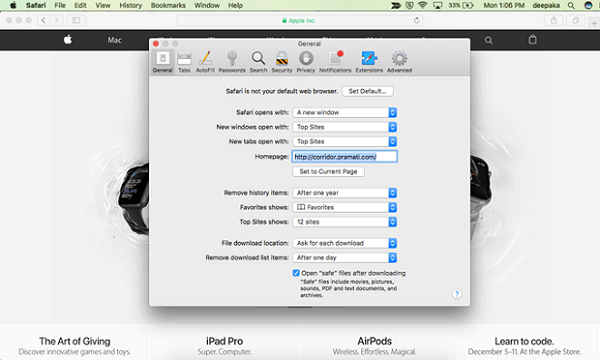 Safari File Edit View History Bookmarks Window Help 33% Mon 1:06 PM deepaka
Apple Inc.
Mac
General
General Tabs AutoFill Passwords Search Security Privacy Notifications Extensions Advanced
Safari is not your default web browser. Set Default...
Safari opens with: A new window
New windows open with: Top Sites
New tabs open with: Top Sites
Homepage: http://corridor.pramati.com/
Set to Current Page
Remove history items: After one year
Favorites shows: Favorites
Top Sites shows: 12 sites
File download location: Ask for each download
Remove download list items: After one day
Open "safe" files after downloading
"Safe" files include movies, pictures,
sounds, PDF and text documents, and
archives.
?
The Art of Giving iPad Pro AirPods Learn to code.
Discover innovative games and toys. Super. Computer. Wireless. Effortless. Magical. December 5–11. At the Apple Store.